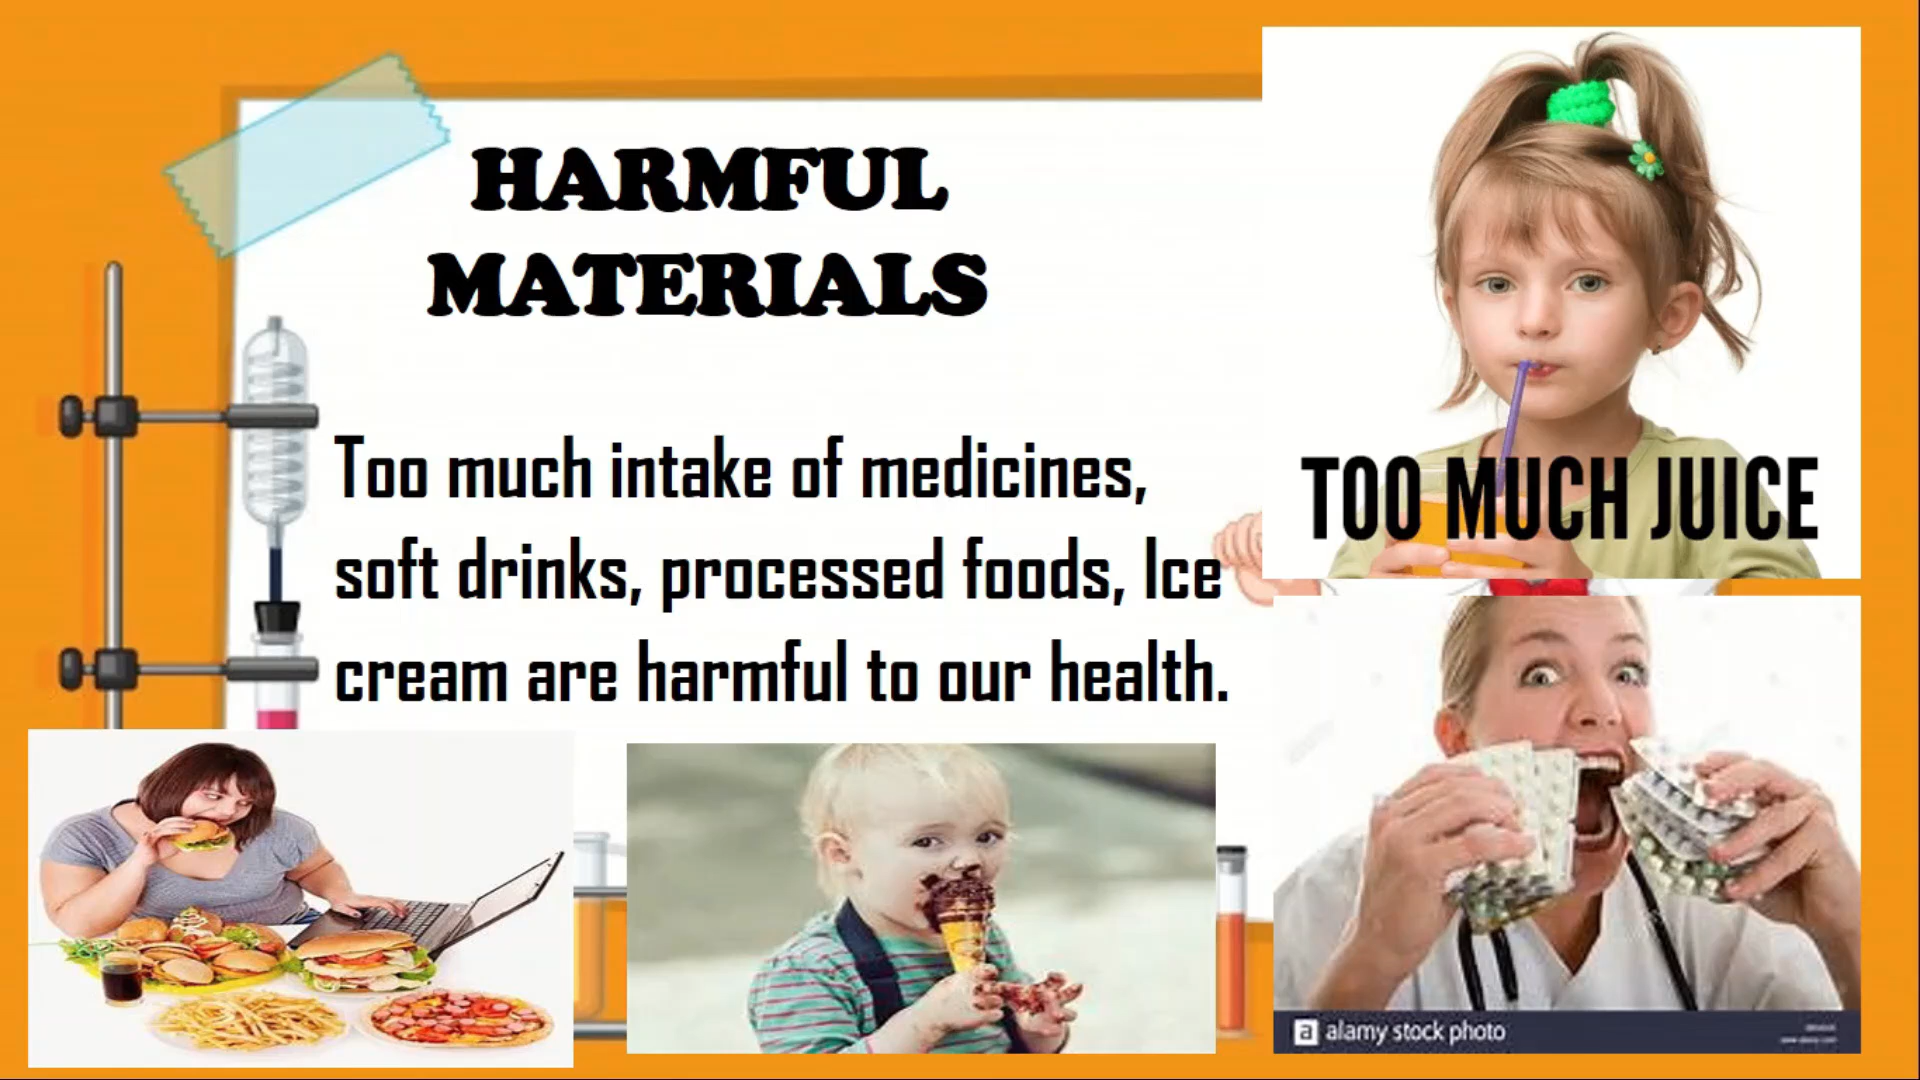 HARMFUL
MATERIALS
Too much intake of medicines,
soft drinks, processed foods, Ice
cream are harmful to our health.
TOO MUCH JUICE
a alamy stock photo